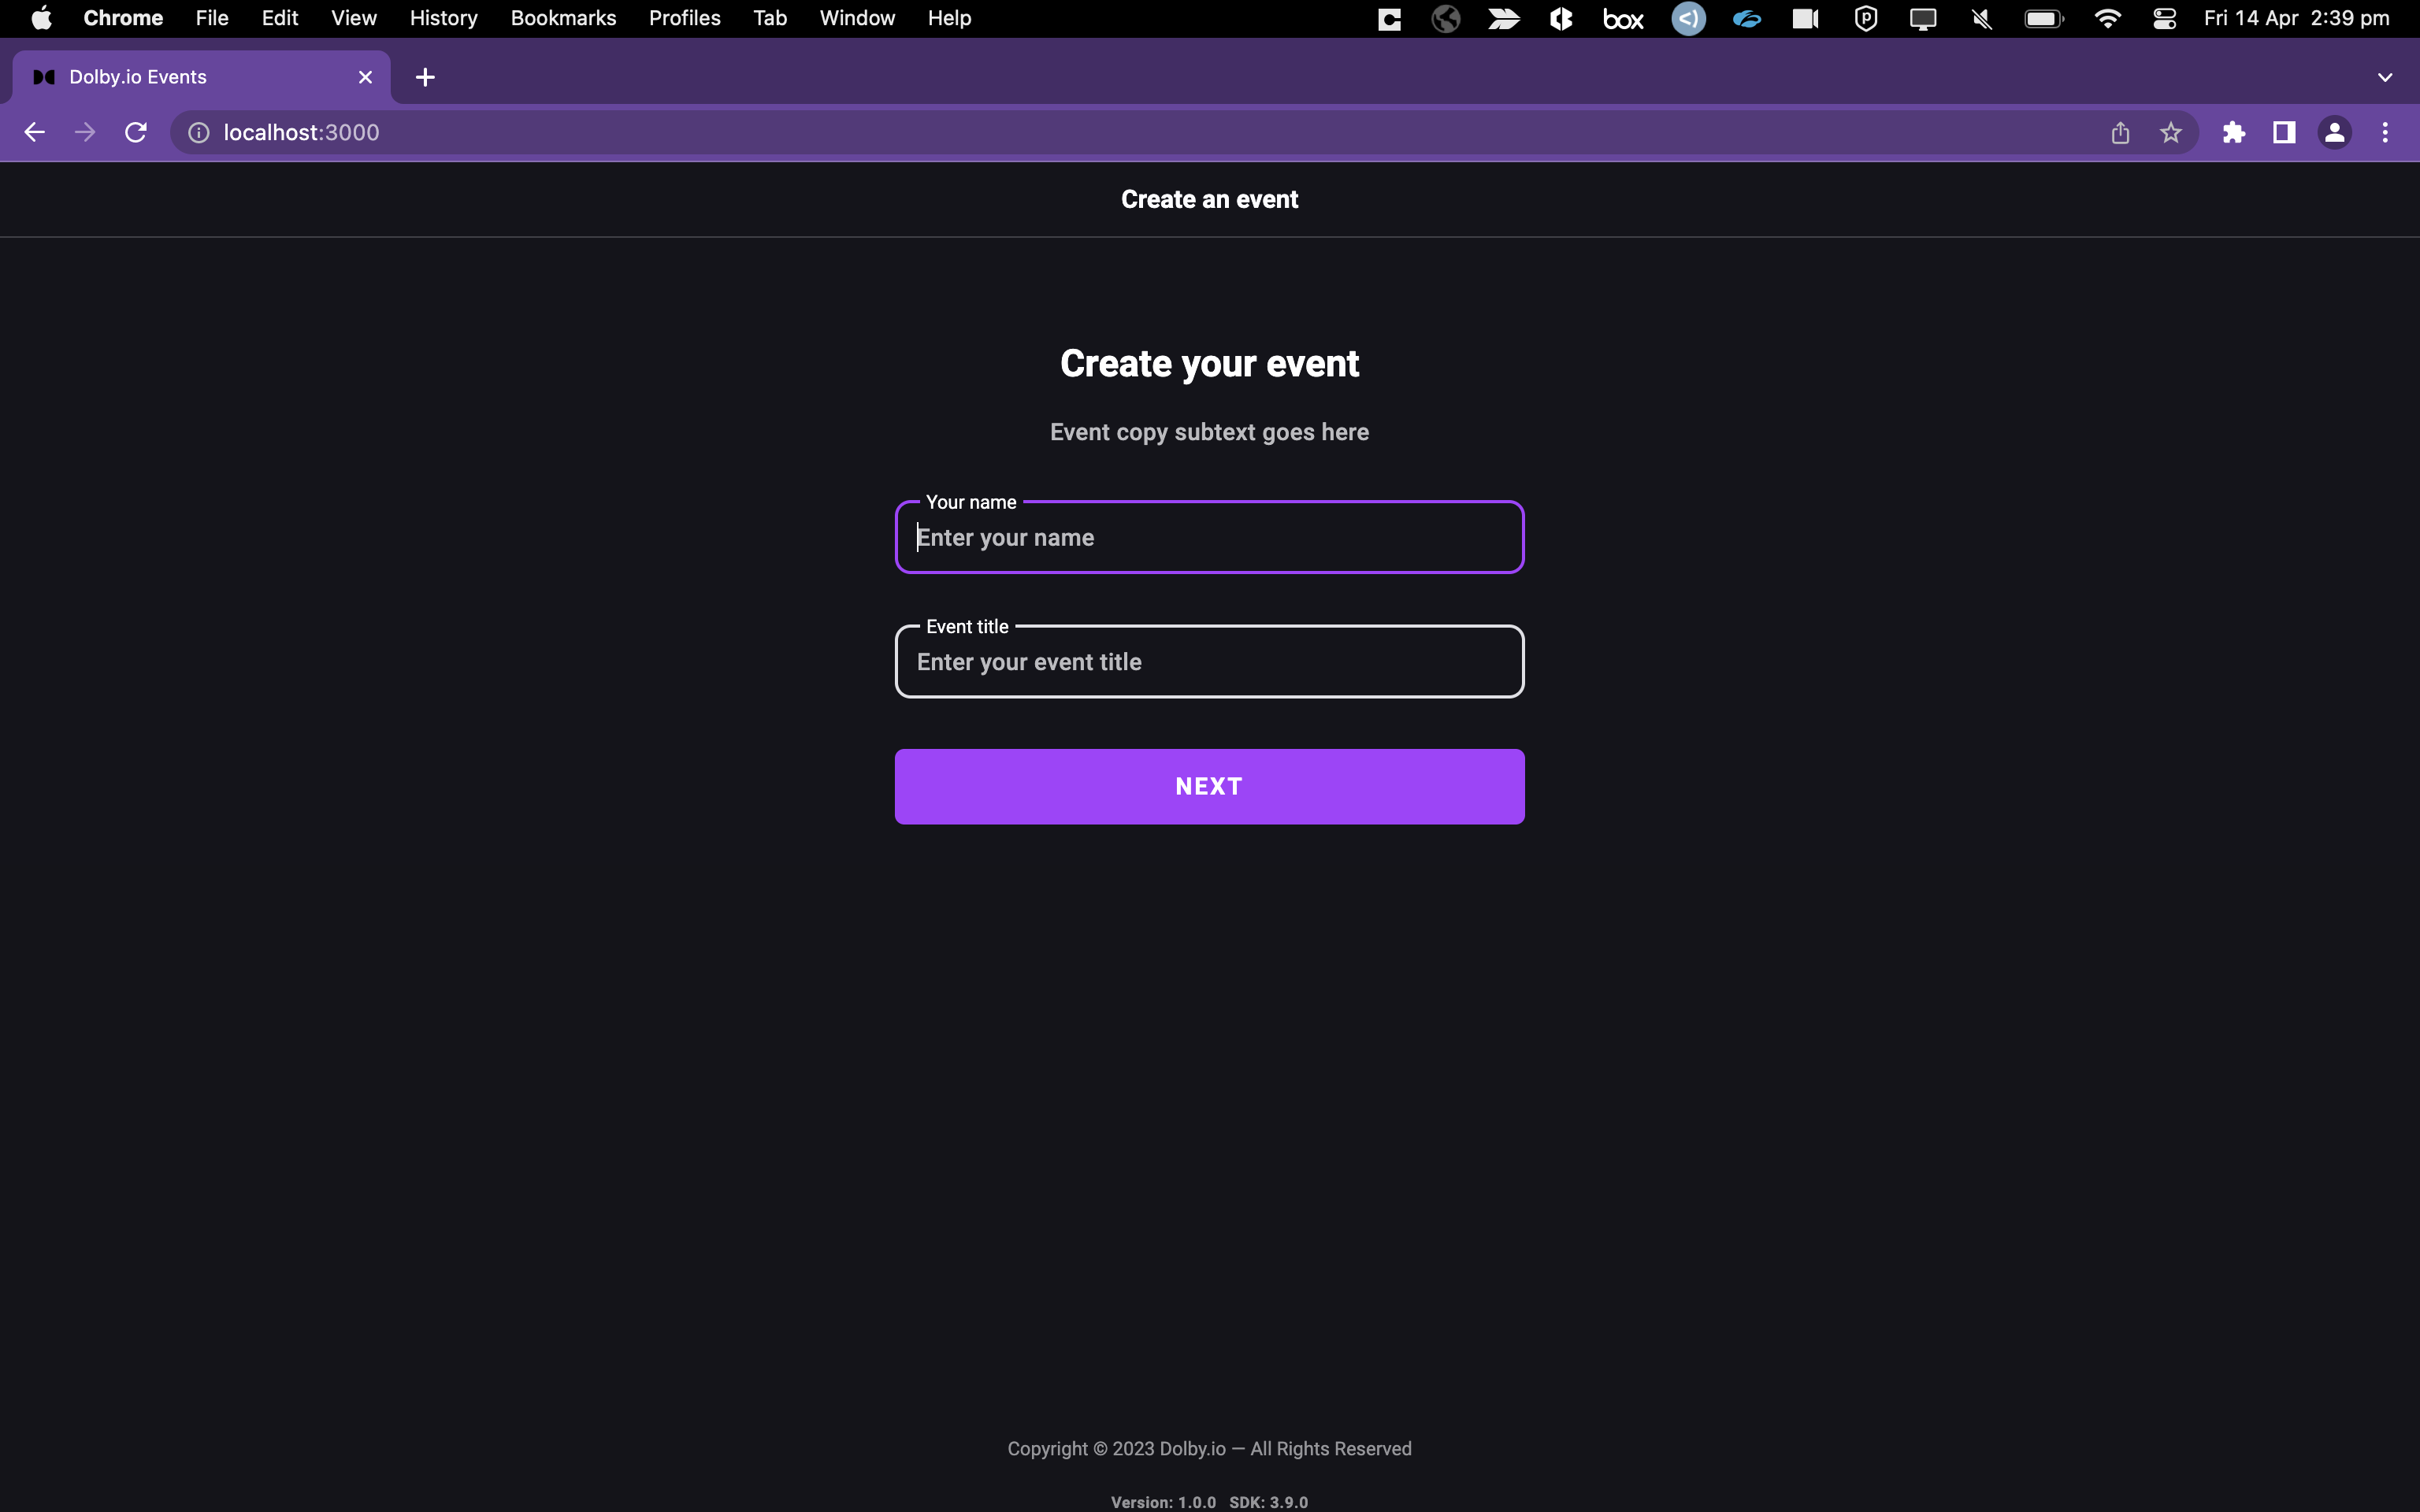 Chrome File Edit View History Bookmarks Profiles Tab Window Help box Fri 14 Apr 2:39 pm
Dolby.io Events
localhost:3000
Create an event
Create your event
Event copy subtext goes here
Your name
Enter your name
Event title
Enter your event title
NEXT
Copyright © 2023 Dolby.io — All Rights Reserved
Version: 1.0.0 SDK: 3.9.0